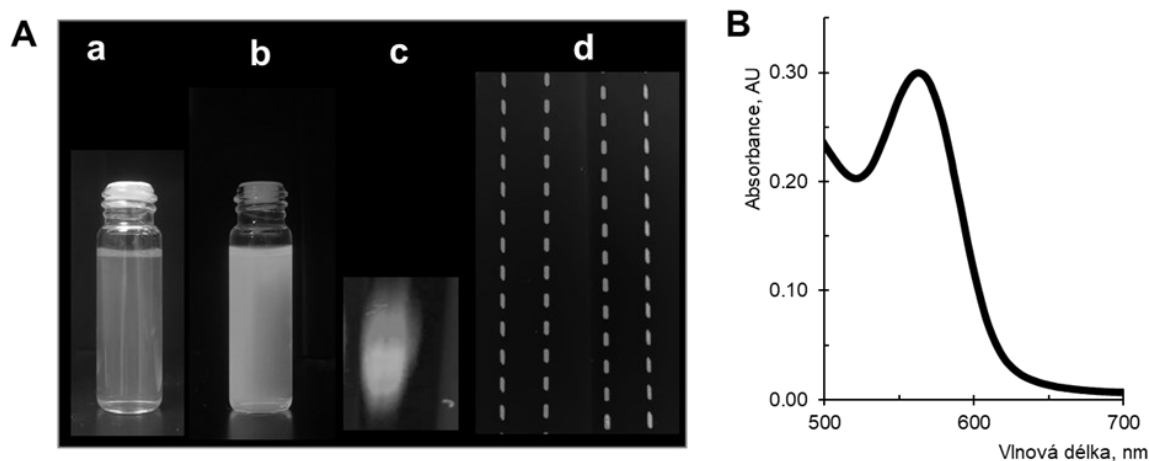 A
a
b
c
d
B
Absorbance, AU
0.30
0.20
0.10
0.00
500
600
700
Vlnová délka, nm